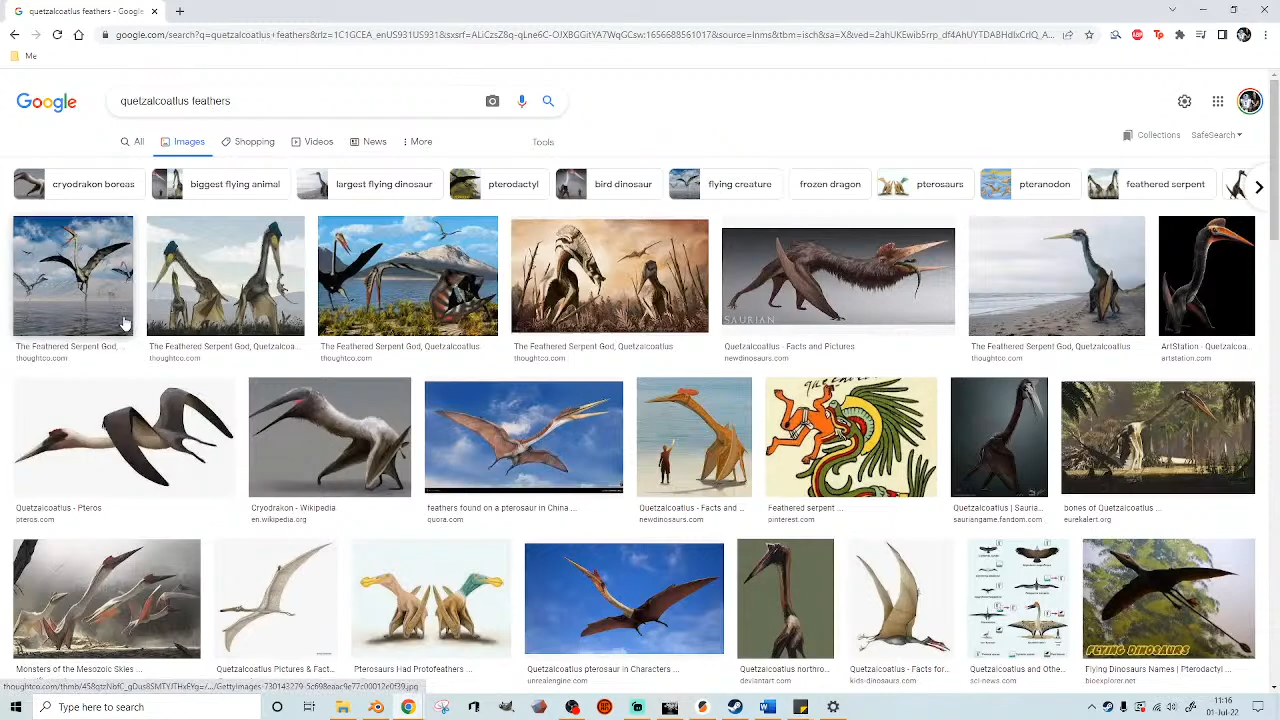 quetzalcoatlus feathers - Google
Me
Google
quetzalcoatlus feathers
All Images Shopping Videos News More Tools
Collections SafeSearch
cryodrakon boreas biggest flying animal largest flying dinosaur pterodactyl bird dinosaur flying creature frozen dragon pterosaurs pteranodon feathered serpent
SAURIAN
The Feathered Serpent God, ... The Feathered Serpent God, Quetzalcoa... The Feathered Serpent God, Quetzalcoatlus The Feathered Serpent God, Quetzalcoatlus Quetzalcoatlus - Facts and Pictures The Feathered Serpent God, Quetzalcoatlus ArtStation - Quetzalcoa...
thoughtco.com thoughtco.com thoughtco.com thoughtco.com newdinosaurs.com thoughtco.com artstation.com
Quetzalcoatlus - Pteros Cryodrakon - Wikipedia feathers found on a pterosaur in China ... Quetzalcoatlus - Facts and ... Feathered serpent ... Quetzalcoatlus | Sauria... bones of Quetzalcoatlus ...
pteros.com en.wikipedia.org quora.com newdinosaurs.com pinterest.com sauriangame.fandom.com eurekalert.org
FLYING DINOSAURS
Monsters of the Mesozoic Skies ... Quetzalcoatlus Pictures & Fact... Pterosaurs Had Protofeathers ... Quetzalcoatlus pterosaur in Characters ... Quetzalcoatlus northro... Quetzalcoatlus - Facts for... Quetzalcoatlus and Othe... Flying Dinosaurs Names | Pterodactyl ...
unrealengine.com deviantart.com kids-dinosaurs.com sci-news.com bioexplorer.net
Type here to search
11:16
01-Jul-22